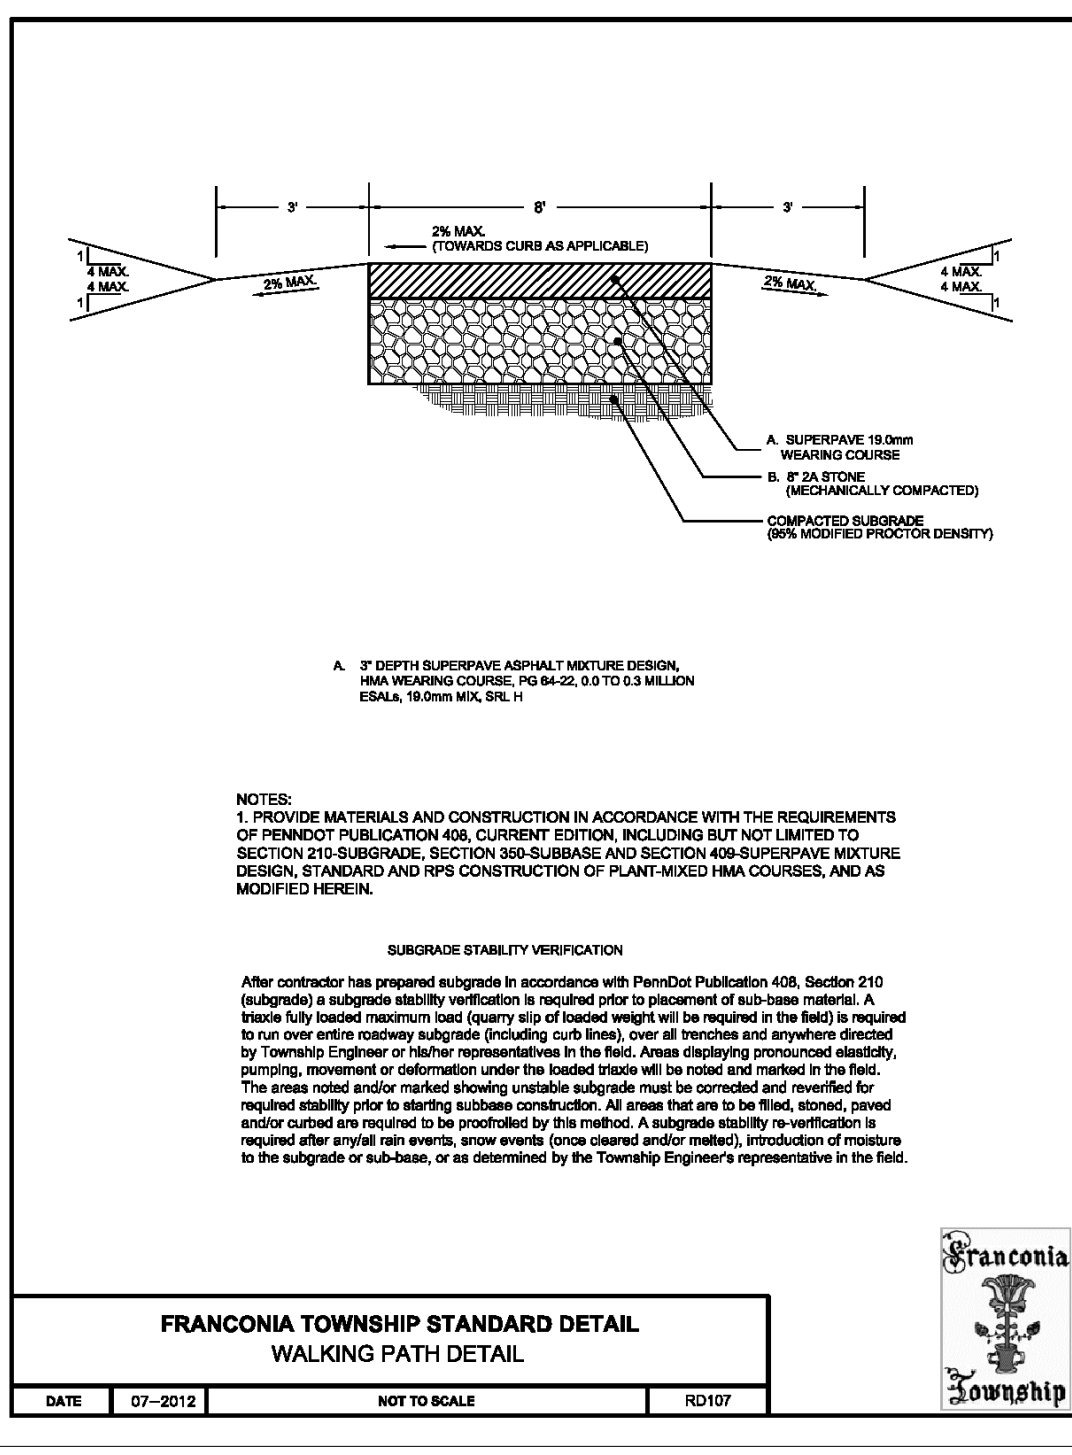 3' 8' 3'
2% MAX.
(TOWARDS CURB AS APPLICABLE)
1
4 MAX.
4 MAX.
1
2% MAX.
2% MAX.
1
4 MAX.
4 MAX.
1
A. SUPERPAVE 19.0mm
WEARING COURSE
B. 8" 2A STONE
(MECHANICALLY COMPACTED)
COMPACTED SUBGRADE
(95% MODIFIED PROCTOR DENSITY)
A. 3" DEPTH SUPERPAVE ASPHALT MIXTURE DESIGN,
HMA WEARING COURSE, PG 64-22, 0.0 TO 0.3 MILLION
ESALs, 19.0mm MIX, SRL H
NOTES:
1. PROVIDE MATERIALS AND CONSTRUCTION IN ACCORDANCE WITH THE REQUIREMENTS
OF PENNDOT PUBLICATION 408, CURRENT EDITION, INCLUDING BUT NOT LIMITED TO
SECTION 210-SUBGRADE, SECTION 350-SUBBASE AND SECTION 409-SUPERPAVE MIXTURE
DESIGN, STANDARD AND RPS CONSTRUCTION OF PLANT-MIXED HMA COURSES, AND AS
MODIFIED HEREIN.
SUBGRADE STABILITY VERIFICATION
After contractor has prepared subgrade in accordance with PennDot Publication 408, Section 210
(subgrade) a subgrade stability verification is required prior to placement of sub-base material. A
triaxle fully loaded maximum load (quarry slip of loaded weight will be required in the field) is required
to run over entire roadway subgrade (including curb lines), over all trenches and anywhere directed
by Township Engineer or his/her representatives in the field. Areas displaying pronounced elasticity,
pumping, movement or deformation under the loaded triaxle will be noted and marked in the field.
The areas noted and/or marked showing unstable subgrade must be corrected and reverified for
required stability prior to starting subbase construction. All areas that are to be filled, stoned, paved
and/or curbed are required to be proofrolled by this method. A subgrade stability re-verification is
required after any/all rain events, snow events (once cleared and/or melted), introduction of moisture
to the subgrade or sub-base, or as determined by the Township Engineer's representative in the field.
Franconia
Township
FRANCONIA TOWNSHIP STANDARD DETAIL
WALKING PATH DETAIL
DATE 07-2012 NOT TO SCALE RD107